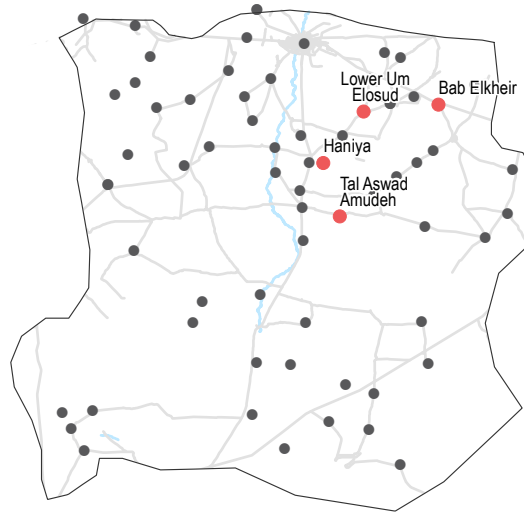 Lower Um
Elosud
Bab Elkheir
Haniya
Tal Aswad
Amudeh